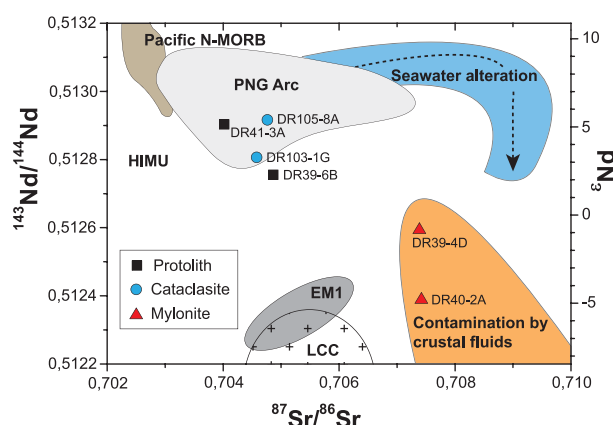 0,5132
0,5130
0,5128
0,5126
0,5124
0,5122
¹⁴³Nd/¹⁴⁴Nd
Pacific N-MORB
PNG Arc
Seawater alteration
DR105-8A
DR41-3A
DR103-1G
DR39-6B
HIMU
DR39-4D
DR40-2A
Contamination by
crustal fluids
EM1
LCC
Protolith
Cataclasite
Mylonite
10
5
0
-5
εNd
0,702
0,704
0,706
0,708
0,710
⁸⁷Sr/⁸⁶Sr